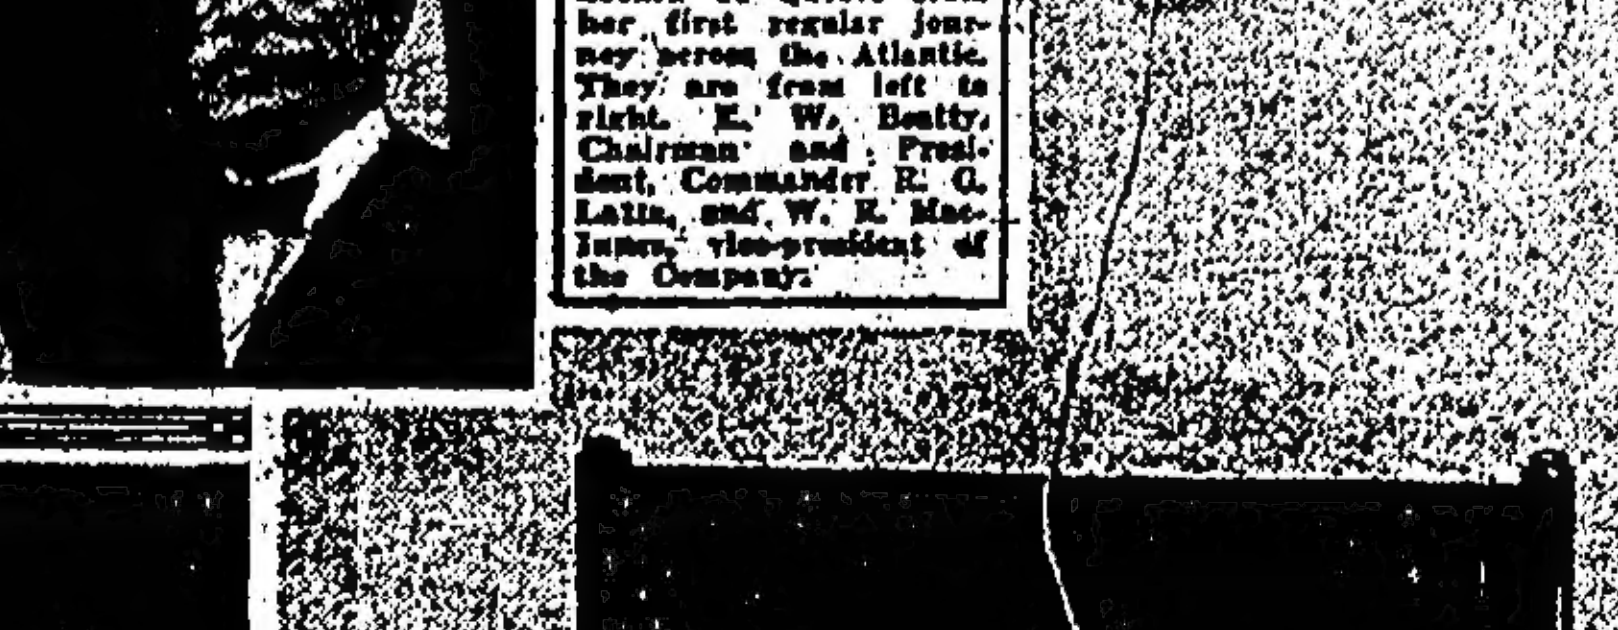 her first regular jour-
ney across the Atlantic.
They are from left to
right. E. W. Beatty,
Chairman and Presi-
dent, Commander R. G.
Latta, and W. R. Mac-
Innes, vice-president of
the Company.